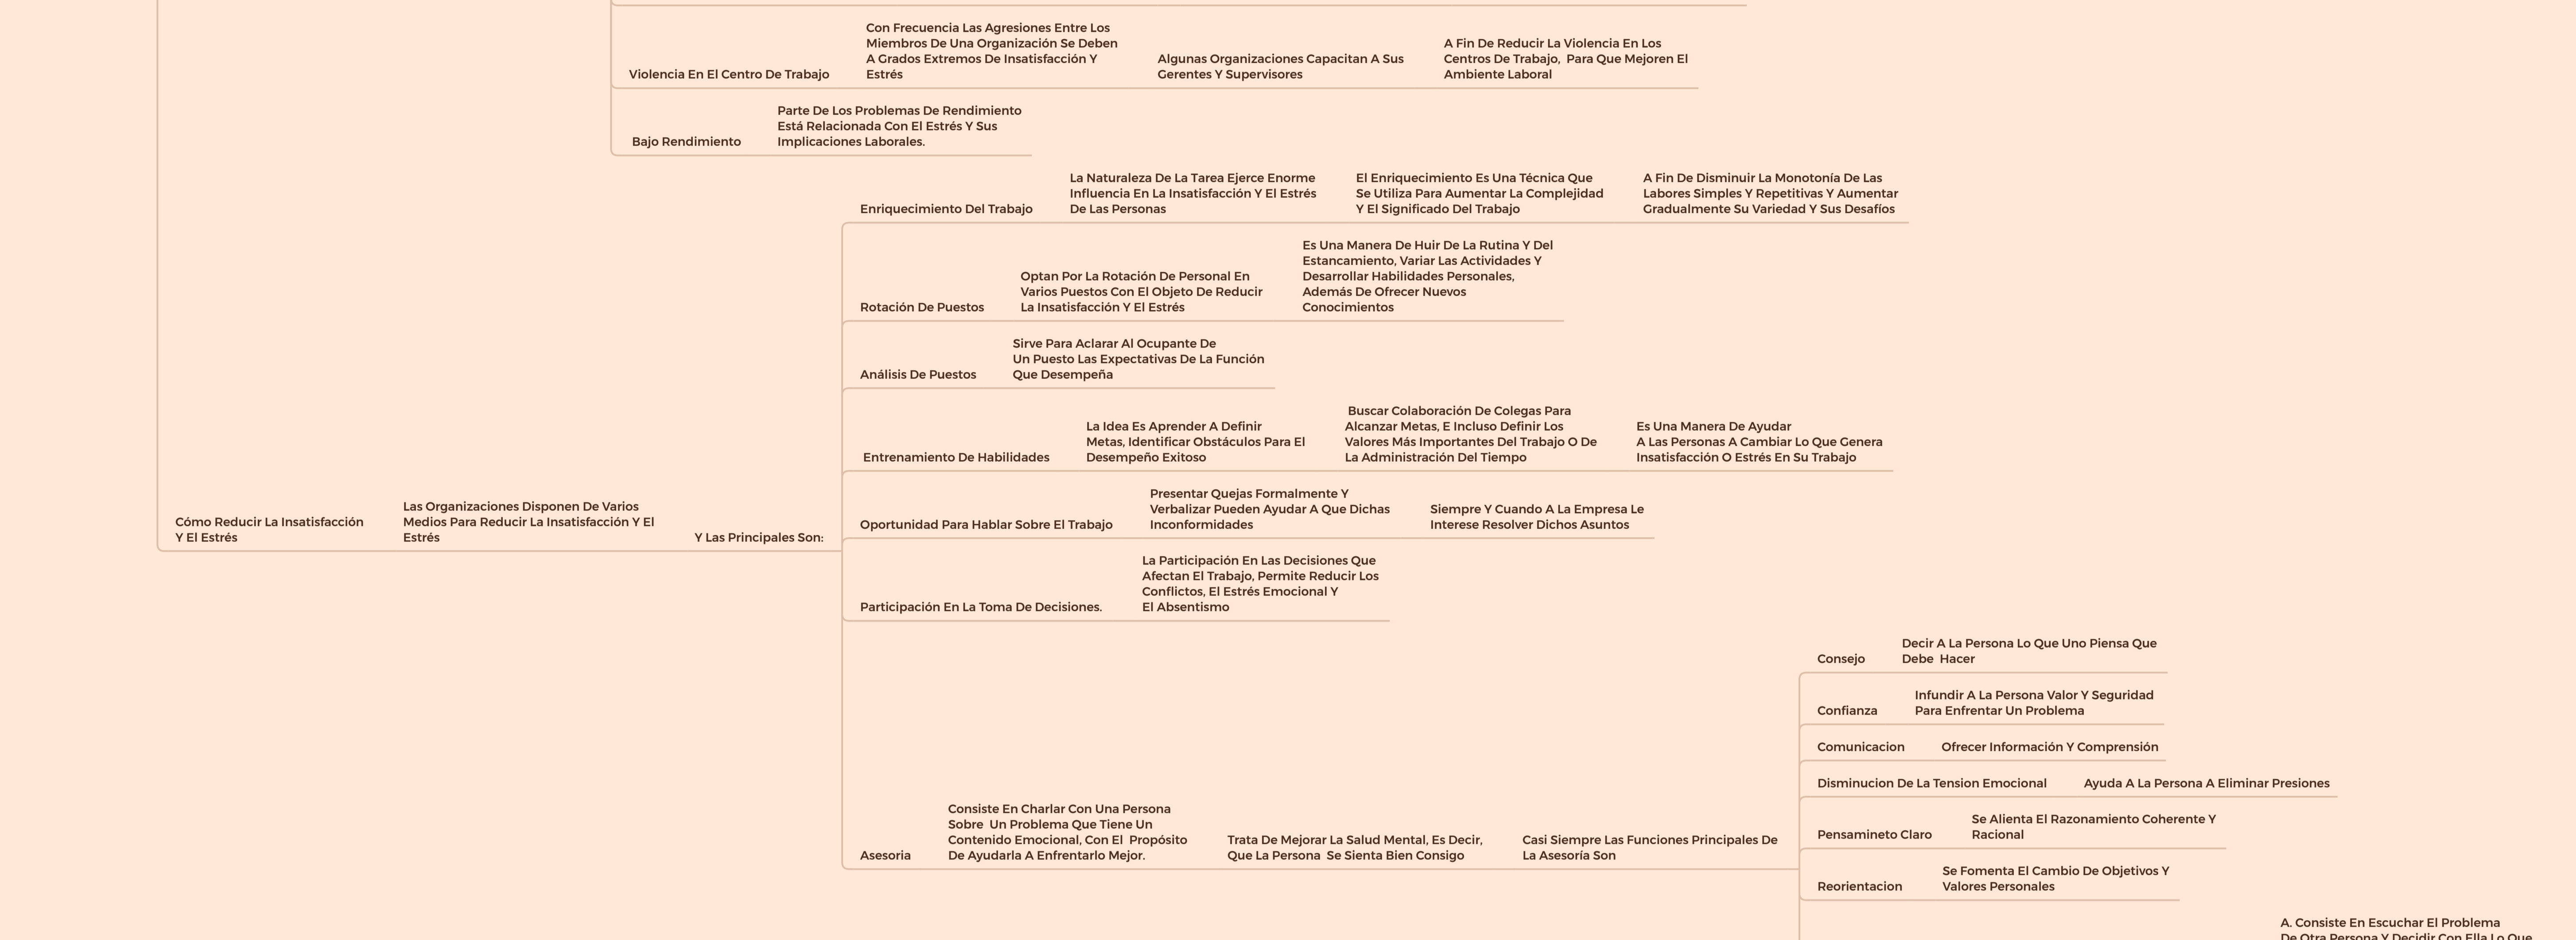 Con Frecuencia Las Agresiones Entre Los
Miembros De Una Organización Se Deben
A Grados Extremos De Insatisfacción Y
Estrés
Violencia En El Centro De Trabajo
Algunas Organizaciones Capacitan A Sus
Gerentes Y Supervisores
A Fin De Reducir La Violencia En Los
Centros De Trabajo,  Para Que Mejoren El
Ambiente Laboral
Bajo Rendimiento
Parte De Los Problemas De Rendimiento
Está Relacionada Con El Estrés Y Sus
Implicaciones Laborales.
Enriquecimiento Del Trabajo
La Naturaleza De La Tarea Ejerce Enorme
Influencia En La Insatisfacción Y El Estrés
De Las Personas
El Enriquecimiento Es Una Técnica Que
Se Utiliza Para Aumentar La Complejidad
Y El Significado Del Trabajo
A Fin De Disminuir La Monotonía De Las
Labores Simples Y Repetitivas Y Aumentar
Gradualmente Su Variedad Y Sus Desafíos
Rotación De Puestos
Optan Por La Rotación De Personal En
Varios Puestos Con El Objeto De Reducir
La Insatisfacción Y El Estrés
Es Una Manera De Huir De La Rutina Y Del
Estancamiento, Variar Las Actividades Y
Desarrollar Habilidades Personales,
Además De Ofrecer Nuevos
Conocimientos
Análisis De Puestos
Sirve Para Aclarar Al Ocupante De
Un Puesto Las Expectativas De La Función
Que Desempeña
Entrenamiento De Habilidades
La Idea Es Aprender A Definir
Metas, Identificar Obstáculos Para El
Desempeño Exitoso
Buscar Colaboración De Colegas Para
Alcanzar Metas, E Incluso Definir Los
Valores Más Importantes Del Trabajo O De
La Administración Del Tiempo
Es Una Manera De Ayudar
A Las Personas A Cambiar Lo Que Genera
Insatisfacción O Estrés En Su Trabajo
Cómo Reducir La Insatisfacción
Y El Estrés
Las Organizaciones Disponen De Varios
Medios Para Reducir La Insatisfacción Y El
Estrés
Y Las Principales Son:
Oportunidad Para Hablar Sobre El Trabajo
Presentar Quejas Formalmente Y
Verbalizar Pueden Ayudar A Que Dichas
Inconformidades
Siempre Y Cuando A La Empresa Le
Interese Resolver Dichos Asuntos
Participación En La Toma De Decisiones.
La Participación En Las Decisiones Que
Afectan El Trabajo, Permite Reducir Los
Conflictos, El Estrés Emocional Y
El Absentismo
Asesoria
Consiste En Charlar Con Una Persona
Sobre  Un Problema Que Tiene Un
Contenido Emocional, Con El  Propósito
De Ayudarla A Enfrentarlo Mejor.
Trata De Mejorar La Salud Mental, Es Decir,
Que La Persona  Se Sienta Bien Consigo
Casi Siempre Las Funciones Principales De
La Asesoría Son
Consejo
Decir A La Persona Lo Que Uno Piensa Que
Debe  Hacer
Confianza
Infundir A La Persona Valor Y Seguridad
Para Enfrentar Un Problema
Comunicacion
Ofrecer Información Y Comprensión
Disminucion De La Tension Emocional
Ayuda A La Persona A Eliminar Presiones
Pensamineto Claro
Se Alienta El Razonamiento Coherente Y
Racional
Reorientacion
Se Fomenta El Cambio De Objetivos Y
Valores Personales
A. Consiste En Escuchar El Problema
De Otra Persona Y Decidir Con Ella Lo Que